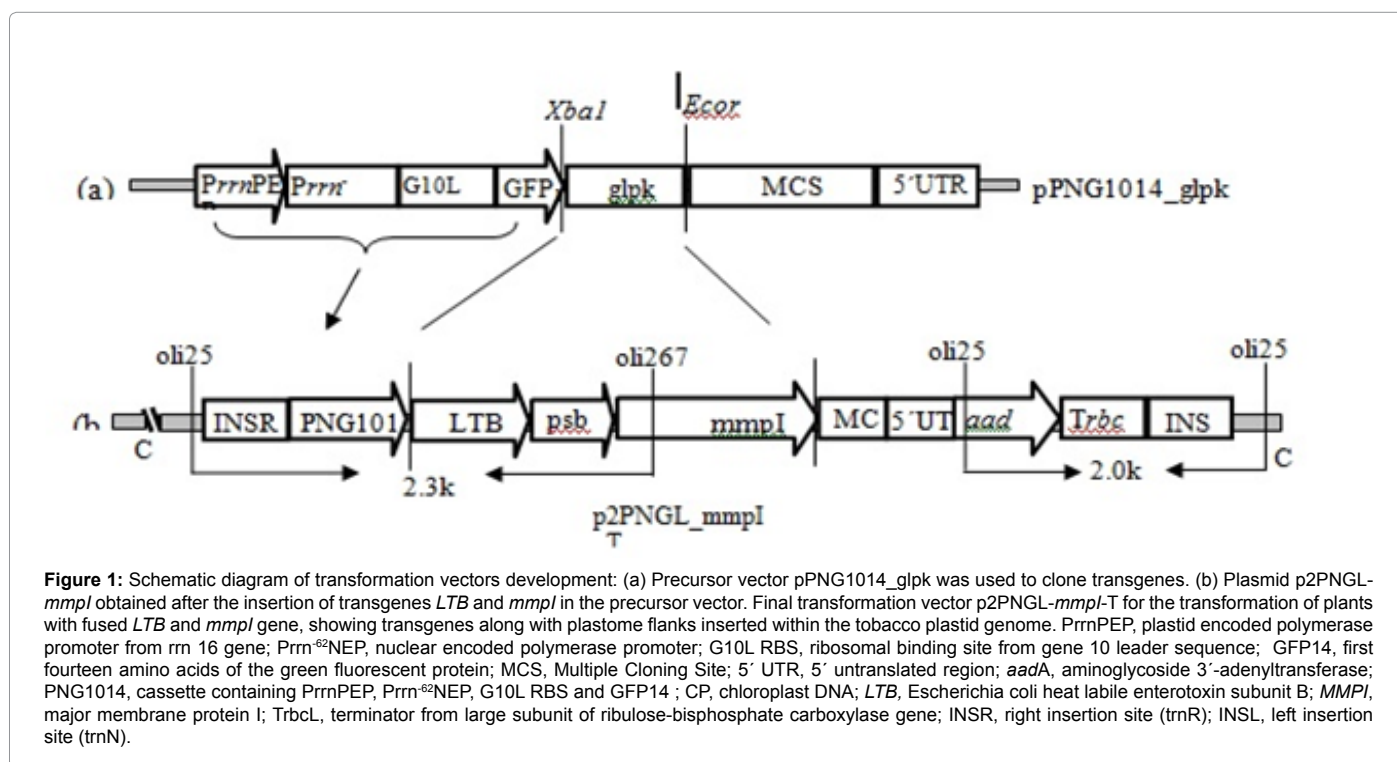 Xba1 Ecor
(a) PrrnPE Prrn- G10L GFP glpk MCS 5´UTR pPNG1014_glpk
oli25 oli267 oli25 oli25
INSR PNG101 LTB psb mmpI MC 5´UT aad Trbc INS
C 2.3k 2.0k C
p2PNGL_mmpI
T
Figure 1: Schematic diagram of transformation vectors development: (a) Precursor vector pPNG1014_glpk was used to clone transgenes. (b) Plasmid p2PNGL-
mmpI obtained after the insertion of transgenes LTB and mmpI in the precursor vector. Final transformation vector p2PNGL-mmpI-T for the transformation of plants
with fused LTB and mmpI gene, showing transgenes along with plastome flanks inserted within the tobacco plastid genome. PrrnPEP, plastid encoded polymerase
promoter from rrn 16 gene; Prrn-62NEP, nuclear encoded polymerase promoter; G10L RBS, ribosomal binding site from gene 10 leader sequence; GFP14, first
fourteen amino acids of the green fluorescent protein; MCS, Multiple Cloning Site; 5´ UTR, 5´ untranslated region; aadA, aminoglycoside 3´-adenyltransferase;
PNG1014, cassette containing PrrnPEP, Prrn-62NEP, G10L RBS and GFP14 ; CP, chloroplast DNA; LTB, Escherichia coli heat labile enterotoxin subunit B; MMPI,
major membrane protein I; TrbcL, terminator from large subunit of ribulose-bisphosphate carboxylase gene; INSR, right insertion site (trnR); INSL, left insertion
site (trnN).